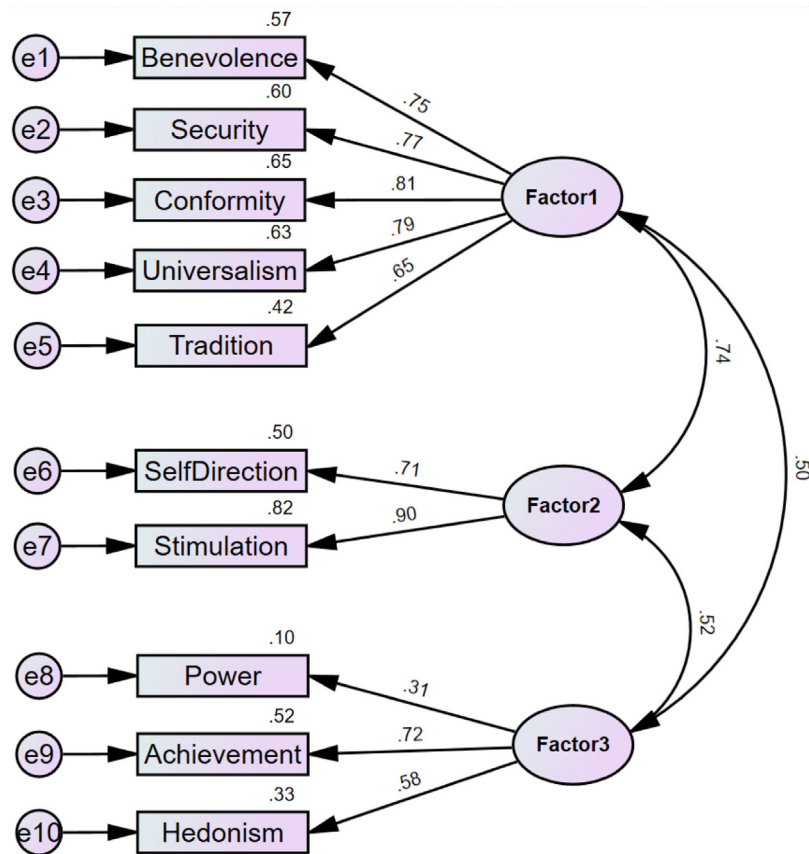 .57
e1 Benevolence
.75
.60
e2 Security
.77
.65
e3 Conformity
.81
Factor1
.63
e4 Universalism
.79
.65
.42
e5 Tradition
.74
.50
.50
e6 SelfDirection
.71
Factor2
.82
e7 Stimulation
.90
.52
.10
e8 Power
.31
.52
e9 Achievement
.72
Factor3
.33
e10 Hedonism
.58